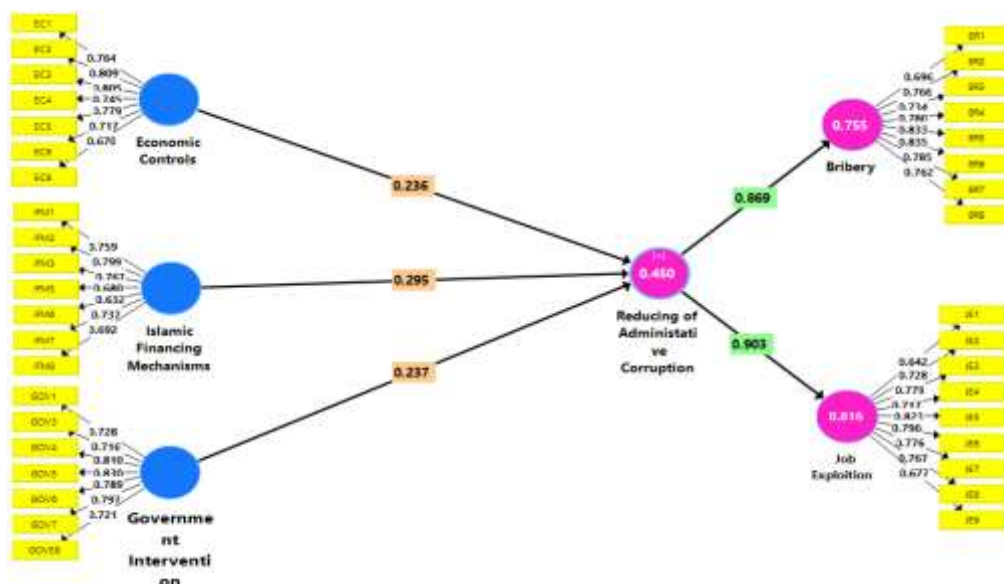 EC1
EC2
EC3
EC4
EC5
0.764
0.809
0.805
0.745
0.779
0.717
0.670
Economic
Controls
0.236
IFM1
IFM2
IFM3
IFM5
0.759
0.799
0.767
0.680
0.632
0.732
0.692
Islamic
Financing
Mechanisms
0.295
GOV1
GOV3
GOV4
GOV5
GOV6
GOV7
GOV8
0.728
0.716
0.810
0.830
0.789
0.721
Governme
nt
Interventi
on
0.237
[+]
0.450
Reducing of
Administati
ve
Corruption
0.869
0.903
0.755
Bribery
BR1
BR2
BR3
BR4
BR5
BR6
BR7
BR8
0.696
0.766
0.714
0.780
0.833
0.835
0.785
0.762
0.816
Job
Exploition
JE1
JE2
JE3
JE4
JE5
JE6
JE7
JE8
JE9
0.642
0.728
0.779
0.717
0.821
0.796
0.776
0.767
0.677